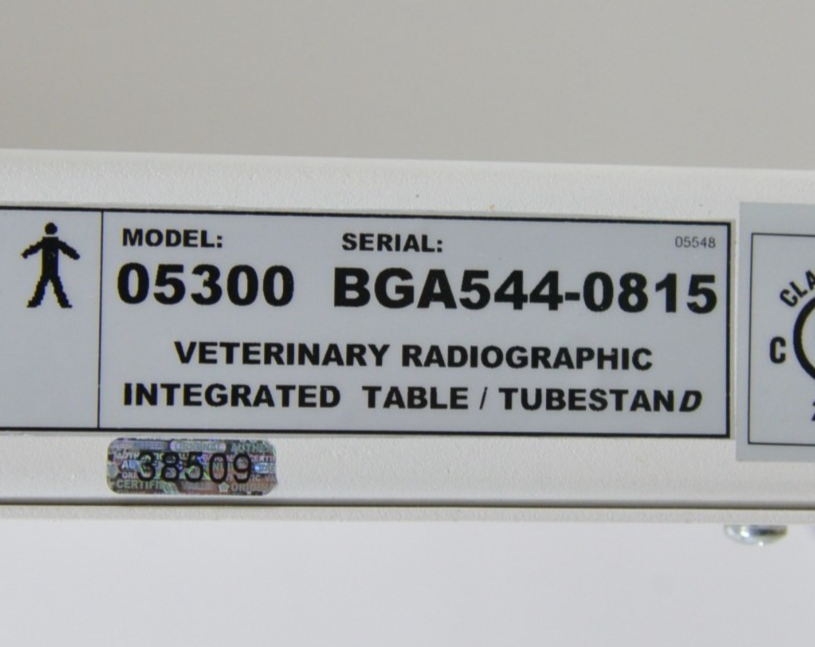 MODEL: SERIAL: 05548
05300 BGA544-0815
VETERINARY RADIOGRAPHIC
INTEGRATED TABLE / TUBESTAND
38509
C